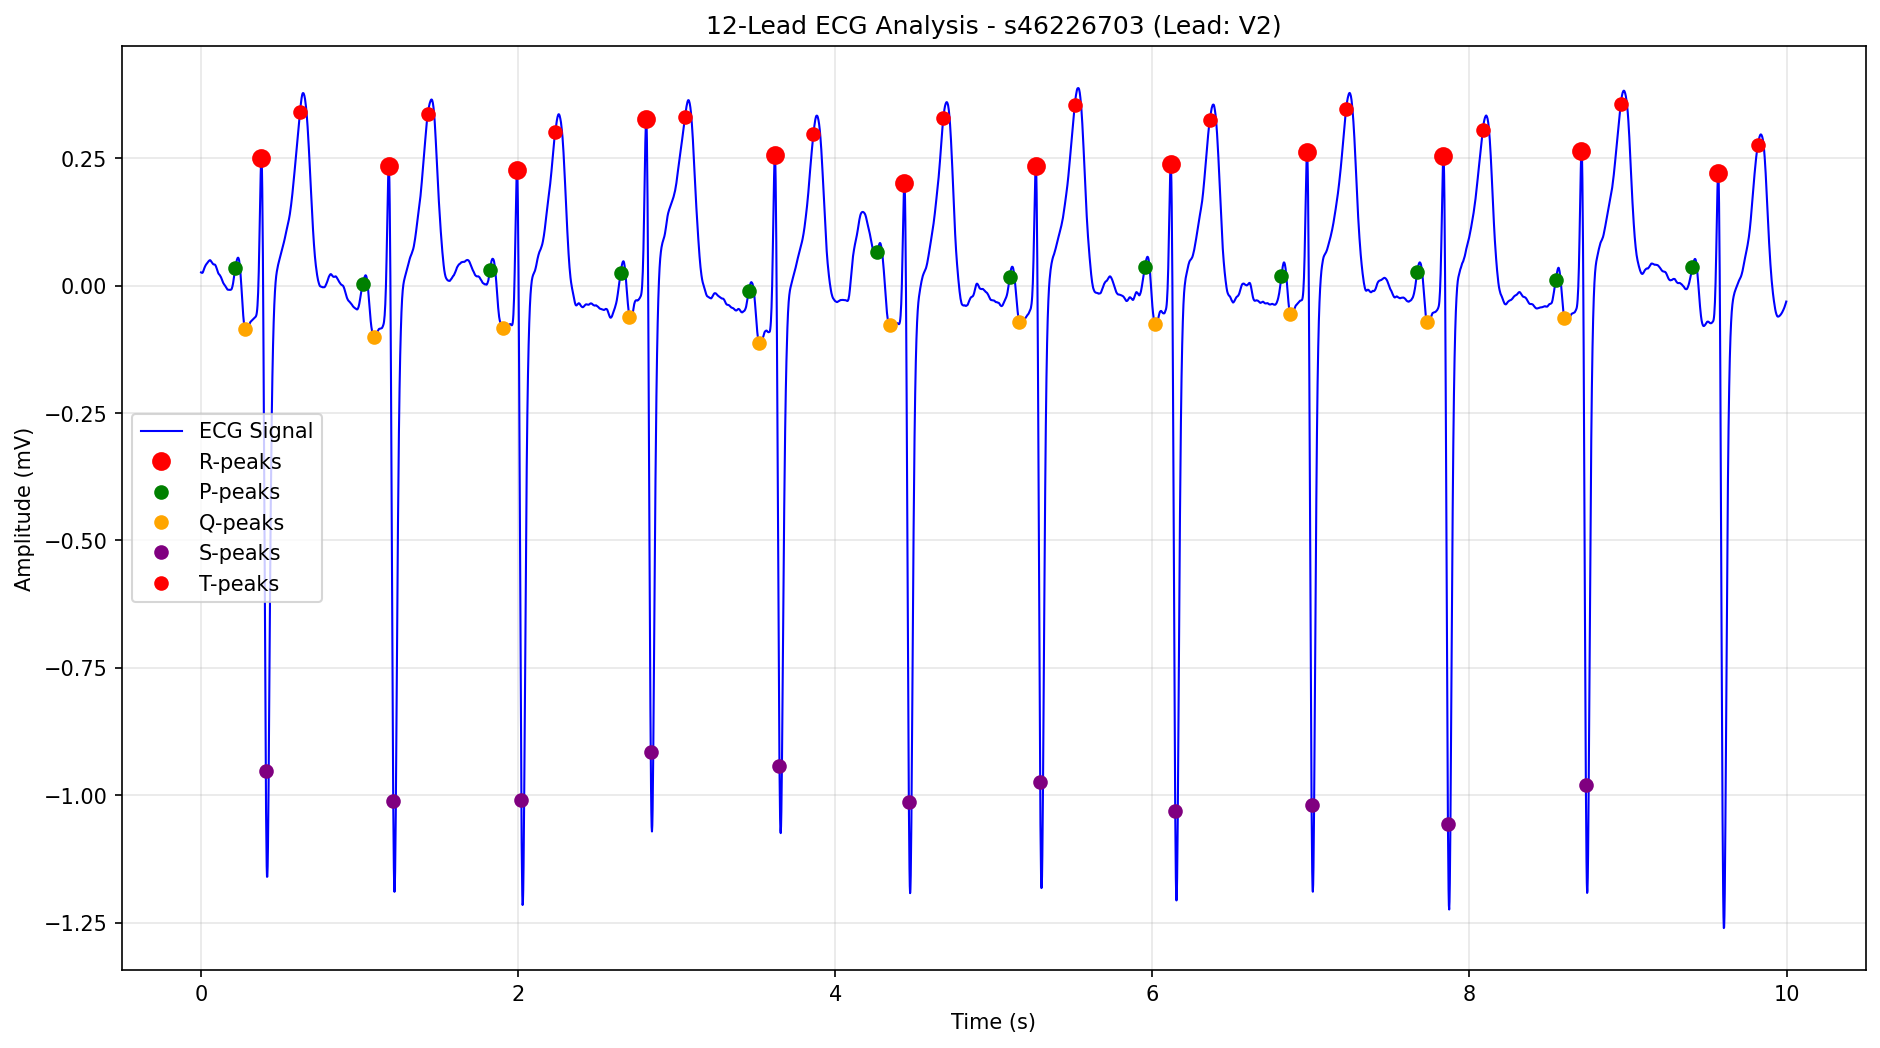 12-Lead ECG Analysis - s46226703 (Lead: V2)
Amplitude (mV)
0.25
0.00
−0.25
−0.50
−0.75
−1.00
−1.25
ECG Signal
R-peaks
P-peaks
Q-peaks
S-peaks
T-peaks
0 2 4 6 8 10
Time (s)